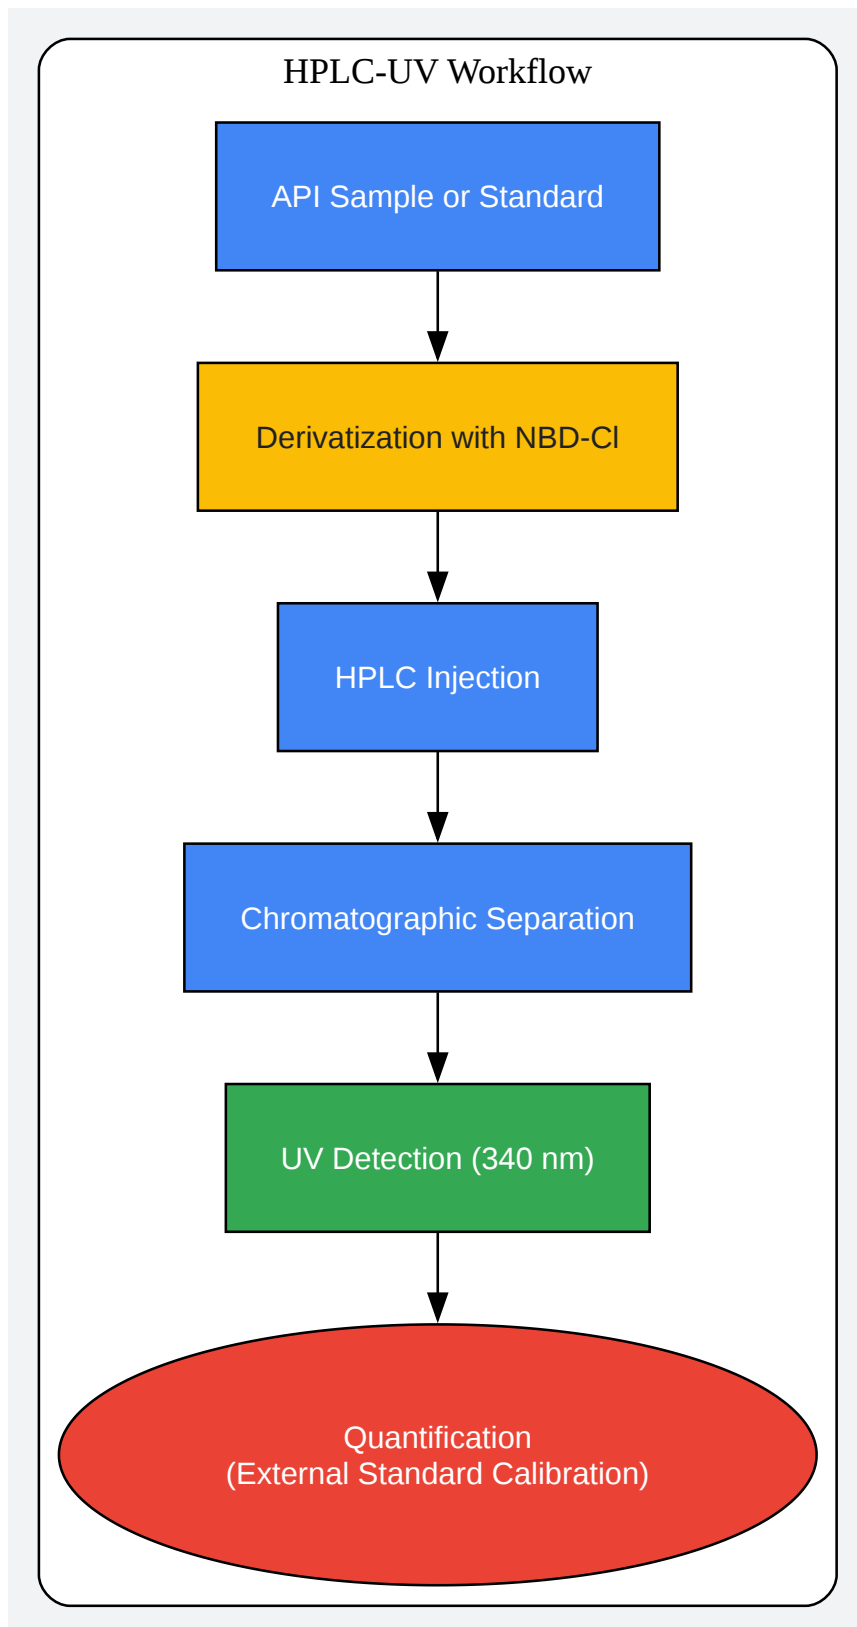 HPLC-UV Workflow
API Sample or Standard
Derivatization with NBD-Cl
HPLC Injection
Chromatographic Separation
UV Detection (340 nm)
Quantification
(External Standard Calibration)